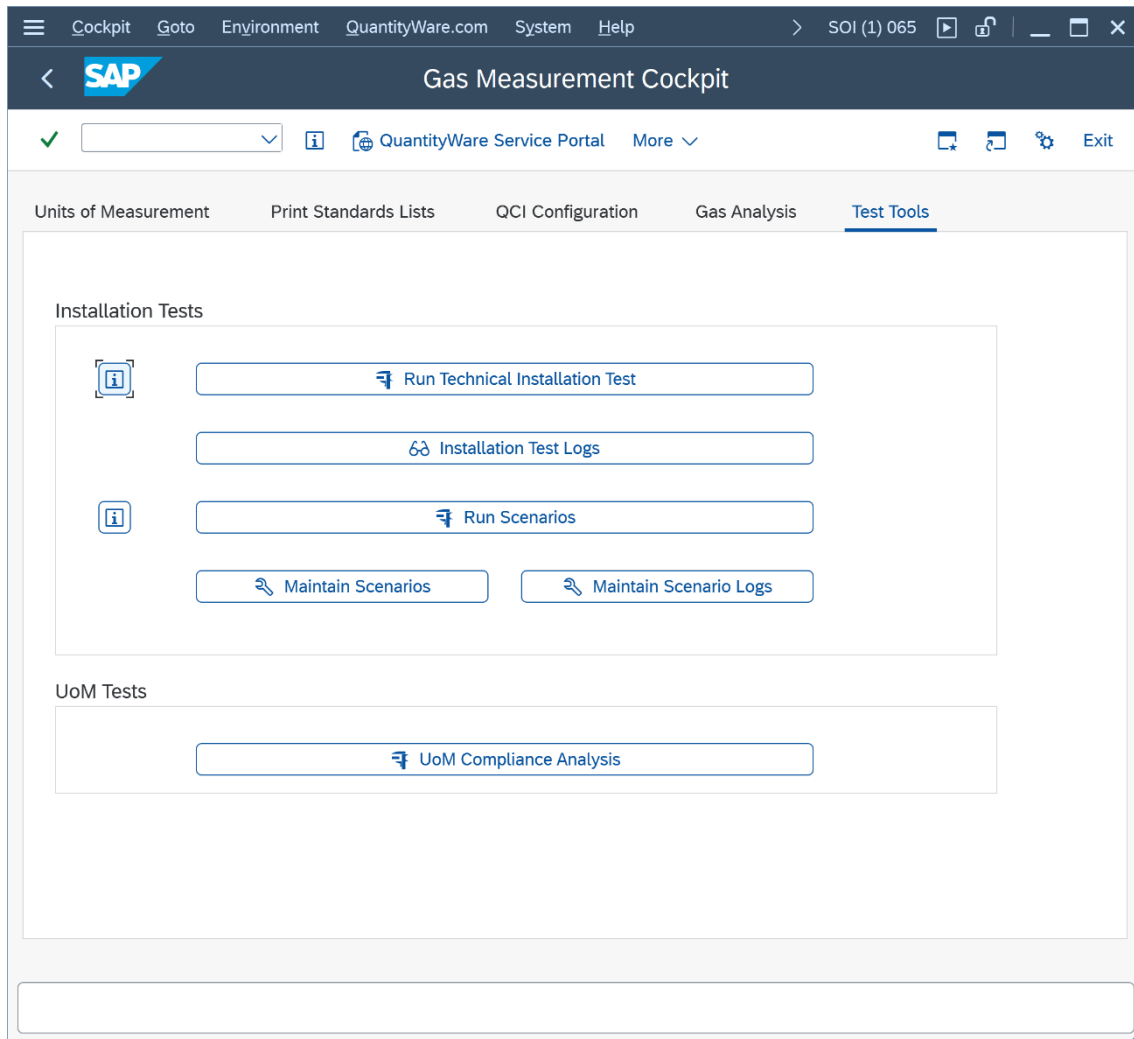 Cockpit Goto Environment QuantityWare.com System Help SOI (1) 065
SAP Gas Measurement Cockpit
QuantityWare Service Portal More Exit
Units of Measurement Print Standards Lists QCI Configuration Gas Analysis Test Tools
Installation Tests
Run Technical Installation Test
Installation Test Logs
Run Scenarios
Maintain Scenarios Maintain Scenario Logs
UoM Tests
UoM Compliance Analysis